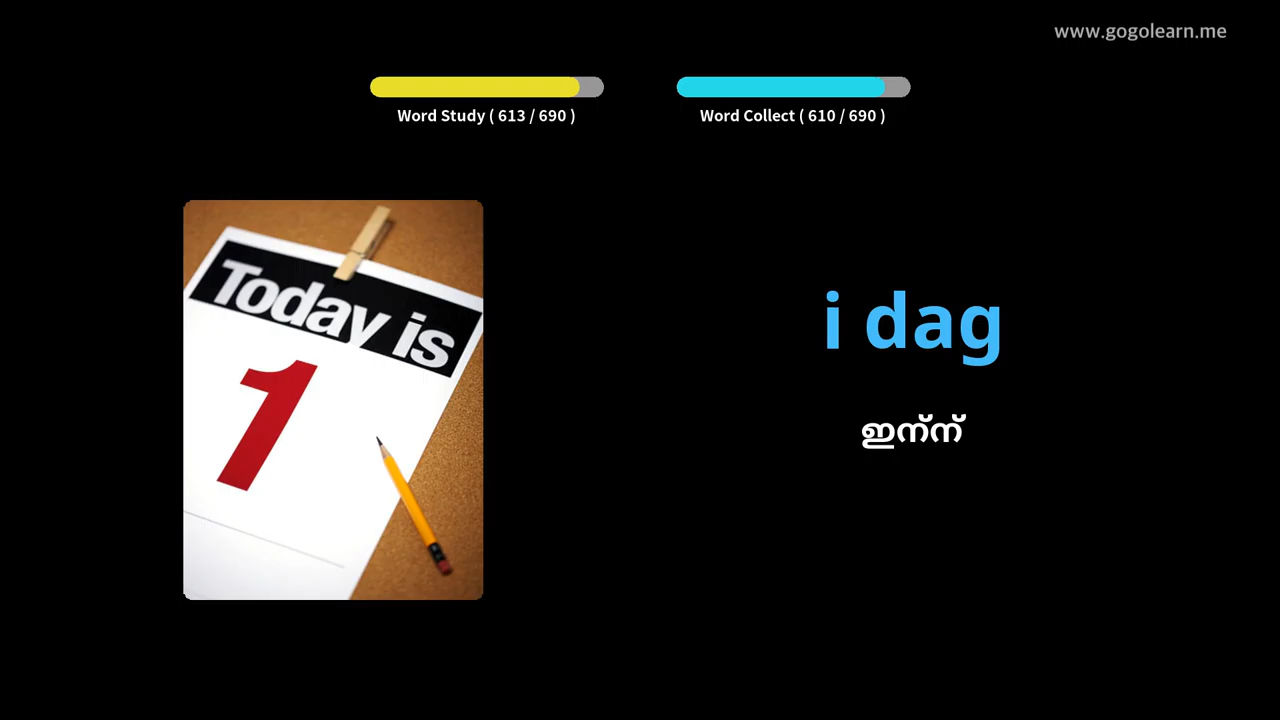 www.gogolearn.me
Word Study ( 613 / 690 )
Word Collect ( 610 / 690 )
Today is
1
i dag
ഇന്ന്